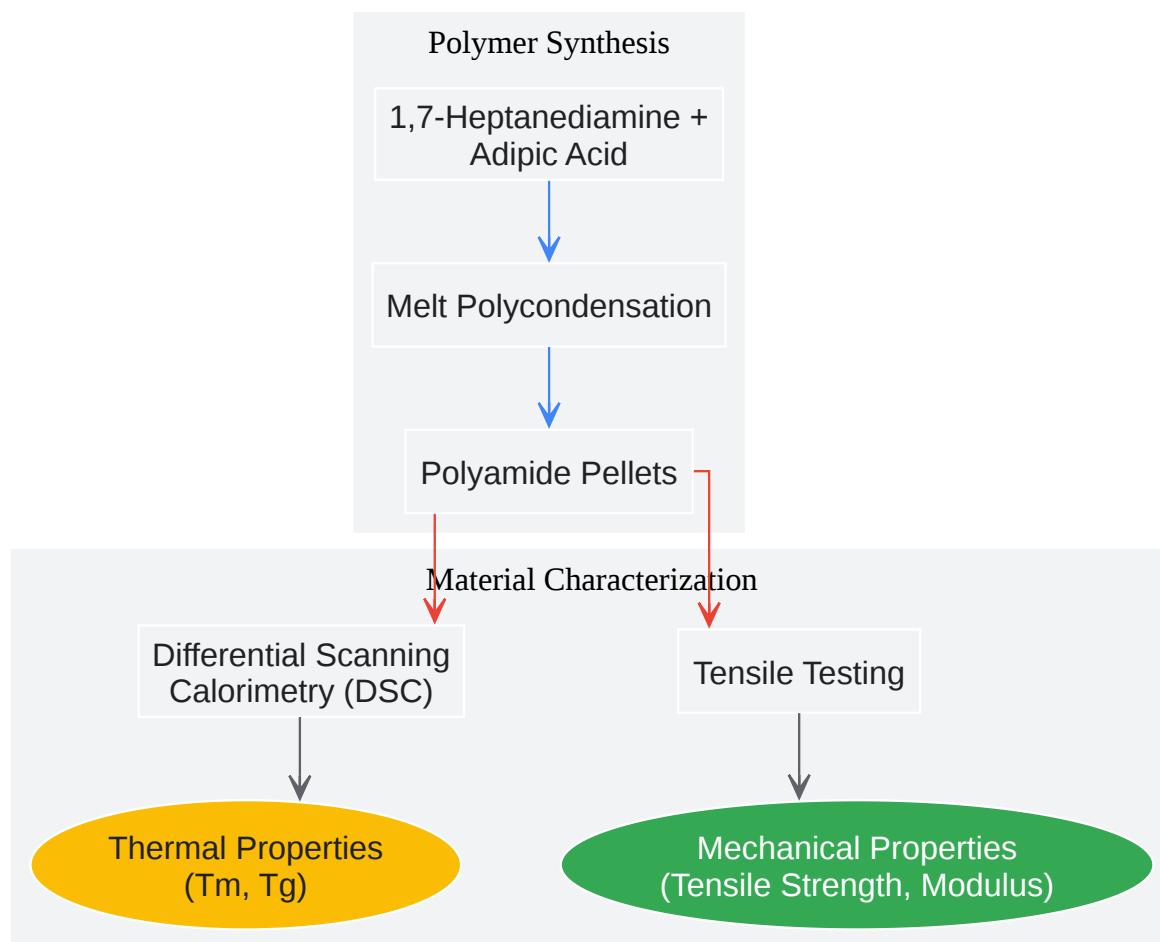 Polymer Synthesis
1,7-Heptanediamine +
Adipic Acid
Melt Polycondensation
Polyamide Pellets
Material Characterization
Differential Scanning
Calorimetry (DSC)
Tensile Testing
Thermal Properties
(Tm, Tg)
Mechanical Properties
(Tensile Strength, Modulus)